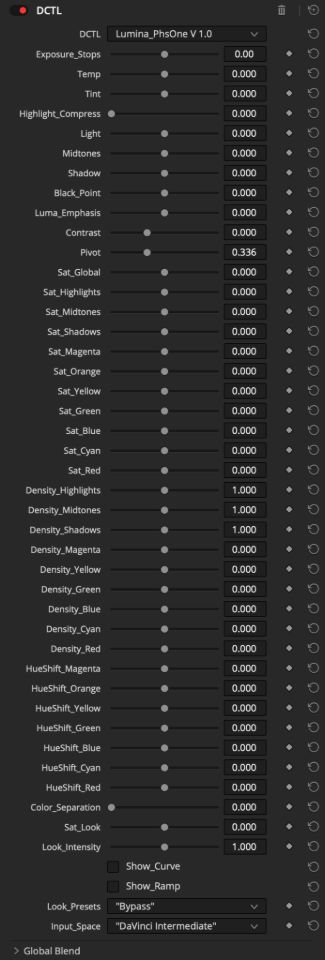 DCTL
DCTL Lumina_PhsOne V 1.0
Exposure_Stops 0.00
Temp 0.000
Tint 0.000
Highlight_Compress 0.000
Light 0.000
Midtones 0.000
Shadow 0.000
Black_Point 0.000
Luma_Emphasis 0.000
Contrast 0.000
Pivot 0.336
Sat_Global 0.000
Sat_Highlights 0.000
Sat_Midtones 0.000
Sat_Shadows 0.000
Sat_Magenta 0.000
Sat_Orange 0.000
Sat_Yellow 0.000
Sat_Green 0.000
Sat_Blue 0.000
Sat_Cyan 0.000
Sat_Red 0.000
Density_Highlights 1.000
Density_Midtones 1.000
Density_Shadows 1.000
Density_Magenta 0.000
Density_Yellow 0.000
Density_Green 0.000
Density_Blue 0.000
Density_Cyan 0.000
Density_Red 0.000
HueShift_Magenta 0.000
HueShift_Orange 0.000
HueShift_Yellow 0.000
HueShift_Green 0.000
HueShift_Blue 0.000
HueShift_Cyan 0.000
HueShift_Red 0.000
Color_Separation 0.000
Sat_Look 0.000
Look_Intensity 1.000
Show_Curve
Show_Ramp
Look_Presets "Bypass"
Input_Space "DaVinci Intermediate"
Global Blend